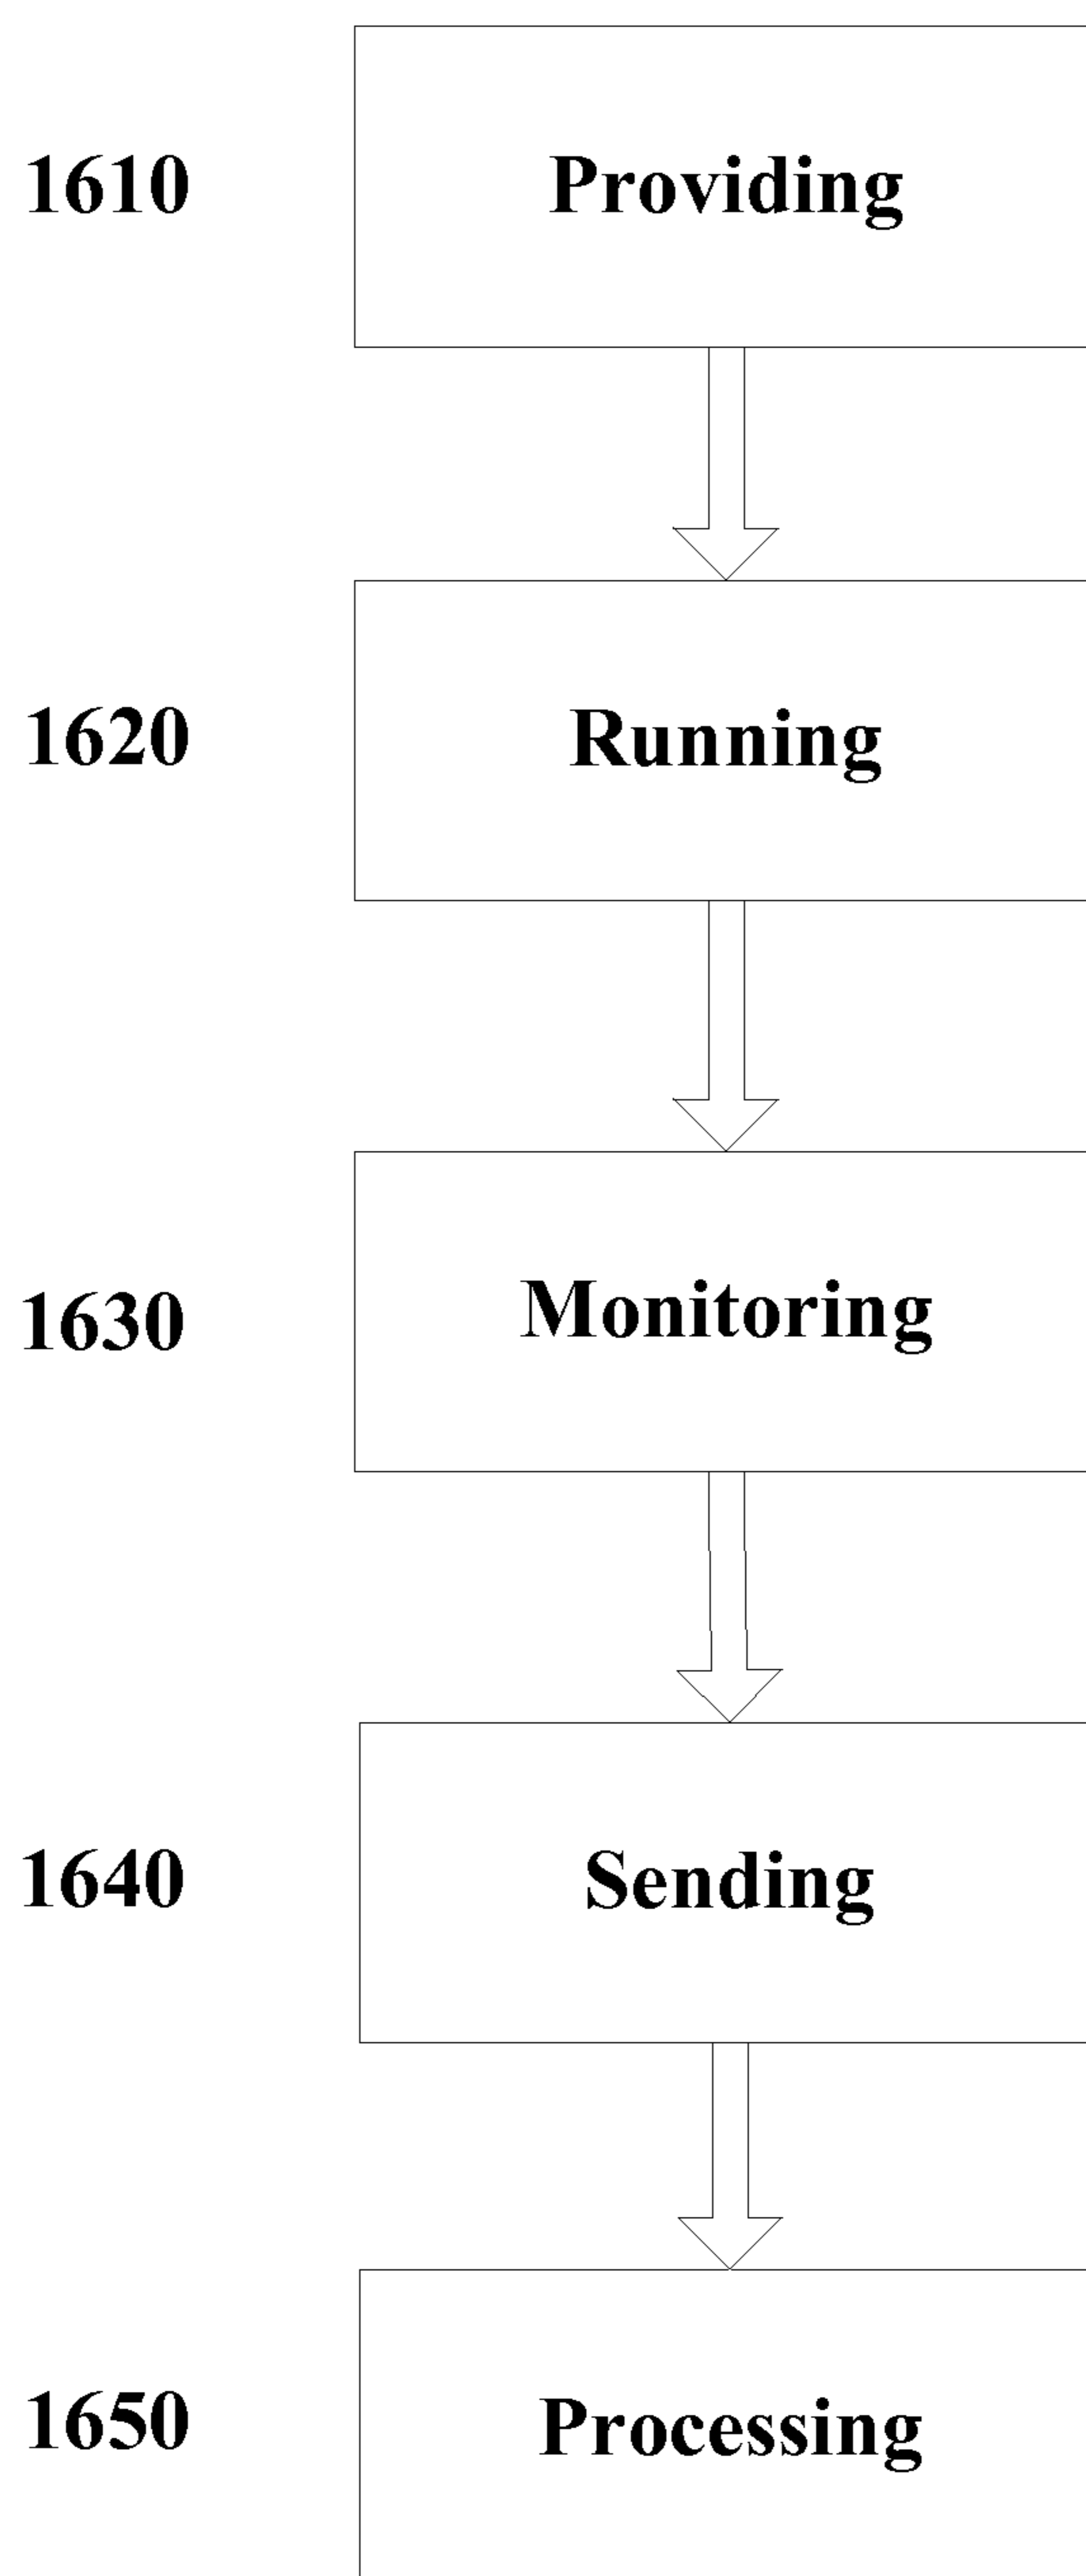 1610 Providing
1620 Running
1630 Monitoring
1640 Sending
1650 Processing